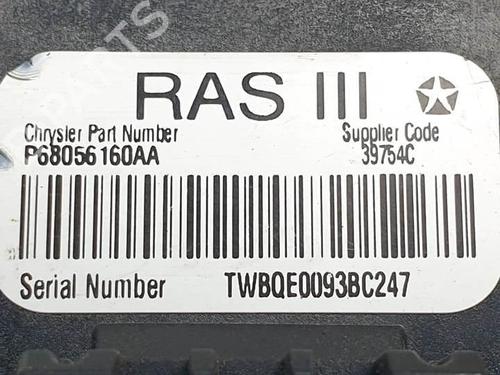 RAS III
Chrysler Part Number Supplier Code
P68056160AA 39754C
Serial Number TWBQE0093BC247